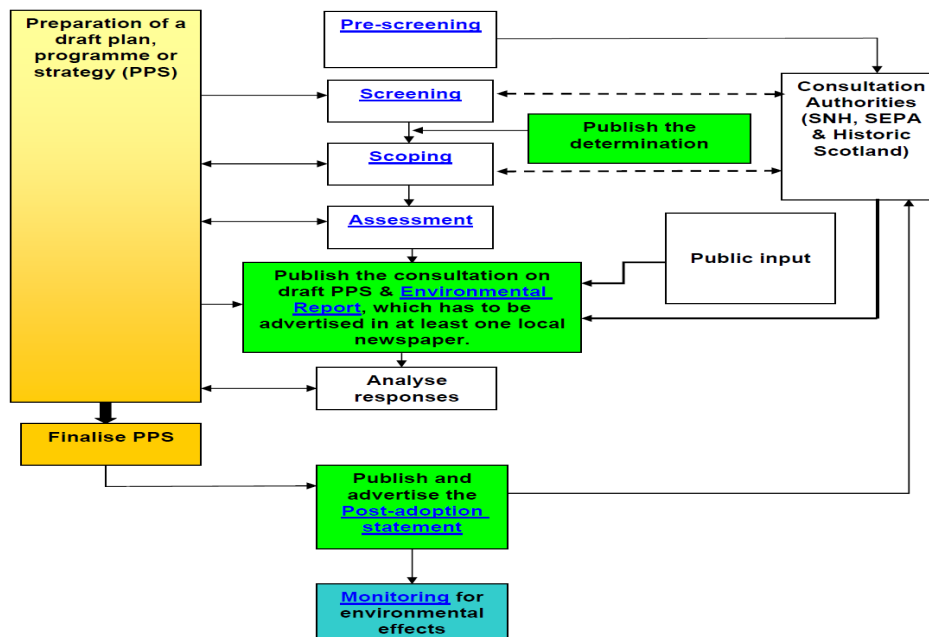 Preparation of a
draft plan,
programme or
strategy (PPS)
Pre-screening
Consultation
Authorities
(SNH, SEPA
& Historic
Scotland)
Screening
Publish the
determination
Scoping
Assessment
Public input
Publish the consultation on
draft PPS & Environmental
Report, which has to be
advertised in at least one local
newspaper.
Analyse
responses
Finalise PPS
Publish and
advertise the
Post-adoption
statement
Monitoring for
environmental
effects